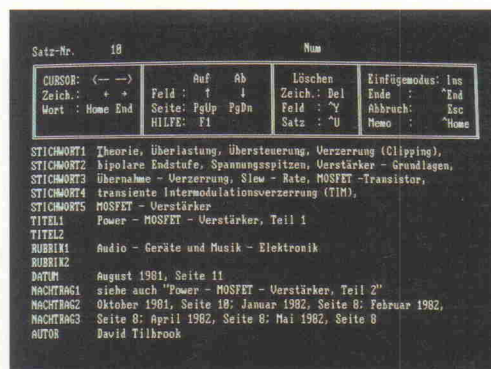 Satz-Nr. 10 Num
CURSOR: <-- --> Auf Ab Löschen Einfügemodus: Ins
Zeich.: ← → Feld : ↑ ↓ Zeich.: Del Ende : ^End
Wort : Home End Seite: PgUp PgDn Feld : ^Y Abbruch: Esc
HILFE: F1 Satz : ^U Memo : ^Home
STICHWORT1 Theorie, Überlastung, Übersteuerung, Verzerrung (Clipping),
STICHWORT2 bipolare Endstufe, Spannungsspitzen, Verstärker - Grundlagen,
STICHWORT3 Übernahme - Verzerrung, Slew - Rate, MOSFET -Transistor,
STICHWORT4 transiente Intermodulationsverzerrung (TIM),
STICHWORT5 MOSFET - Verstärker
TITEL1 Power - MOSFET - Verstärker, Teil 1
TITEL2
RUBRIK1 Audio - Geräte und Musik - Elektronik
RUBRIK2
DATUM August 1981, Seite 11
NACHTRAG1 siehe auch "Power - MOSFET - Verstärker, Teil 2"
NACHTRAG2 Oktober 1981, Seite 10; Januar 1982, Seite 8; Februar 1982,
NACHTRAG3 Seite 8; April 1982, Seite 8; Mai 1982, Seite 8
AUTOR David Tilbrook